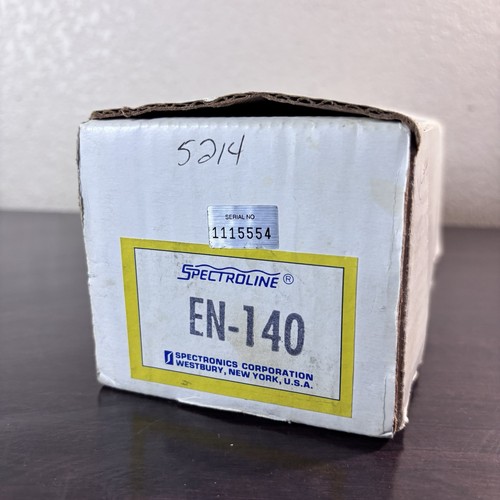 5214
SERIAL NO
1115554
SPECTROLINE®
EN-140
SPECTRONICS CORPORATION
WESTBURY, NEW YORK, U.S.A.